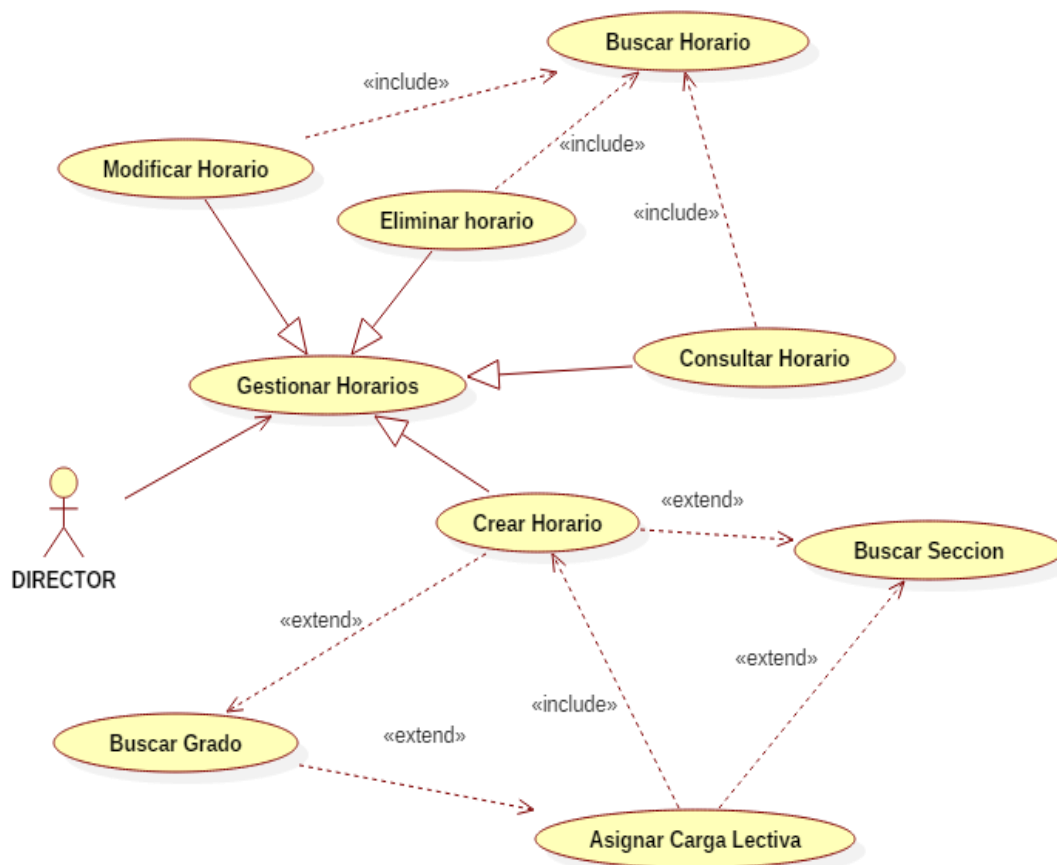 Buscar Horario
«include»
Modificar Horario
«include»
Eliminar horario
«include»
Consultar Horario
Gestionar Horarios
DIRECTOR
Crear Horario
«extend»
Buscar Seccion
«extend»
«extend»
«include»
Buscar Grado
«extend»
Asignar Carga Lectiva